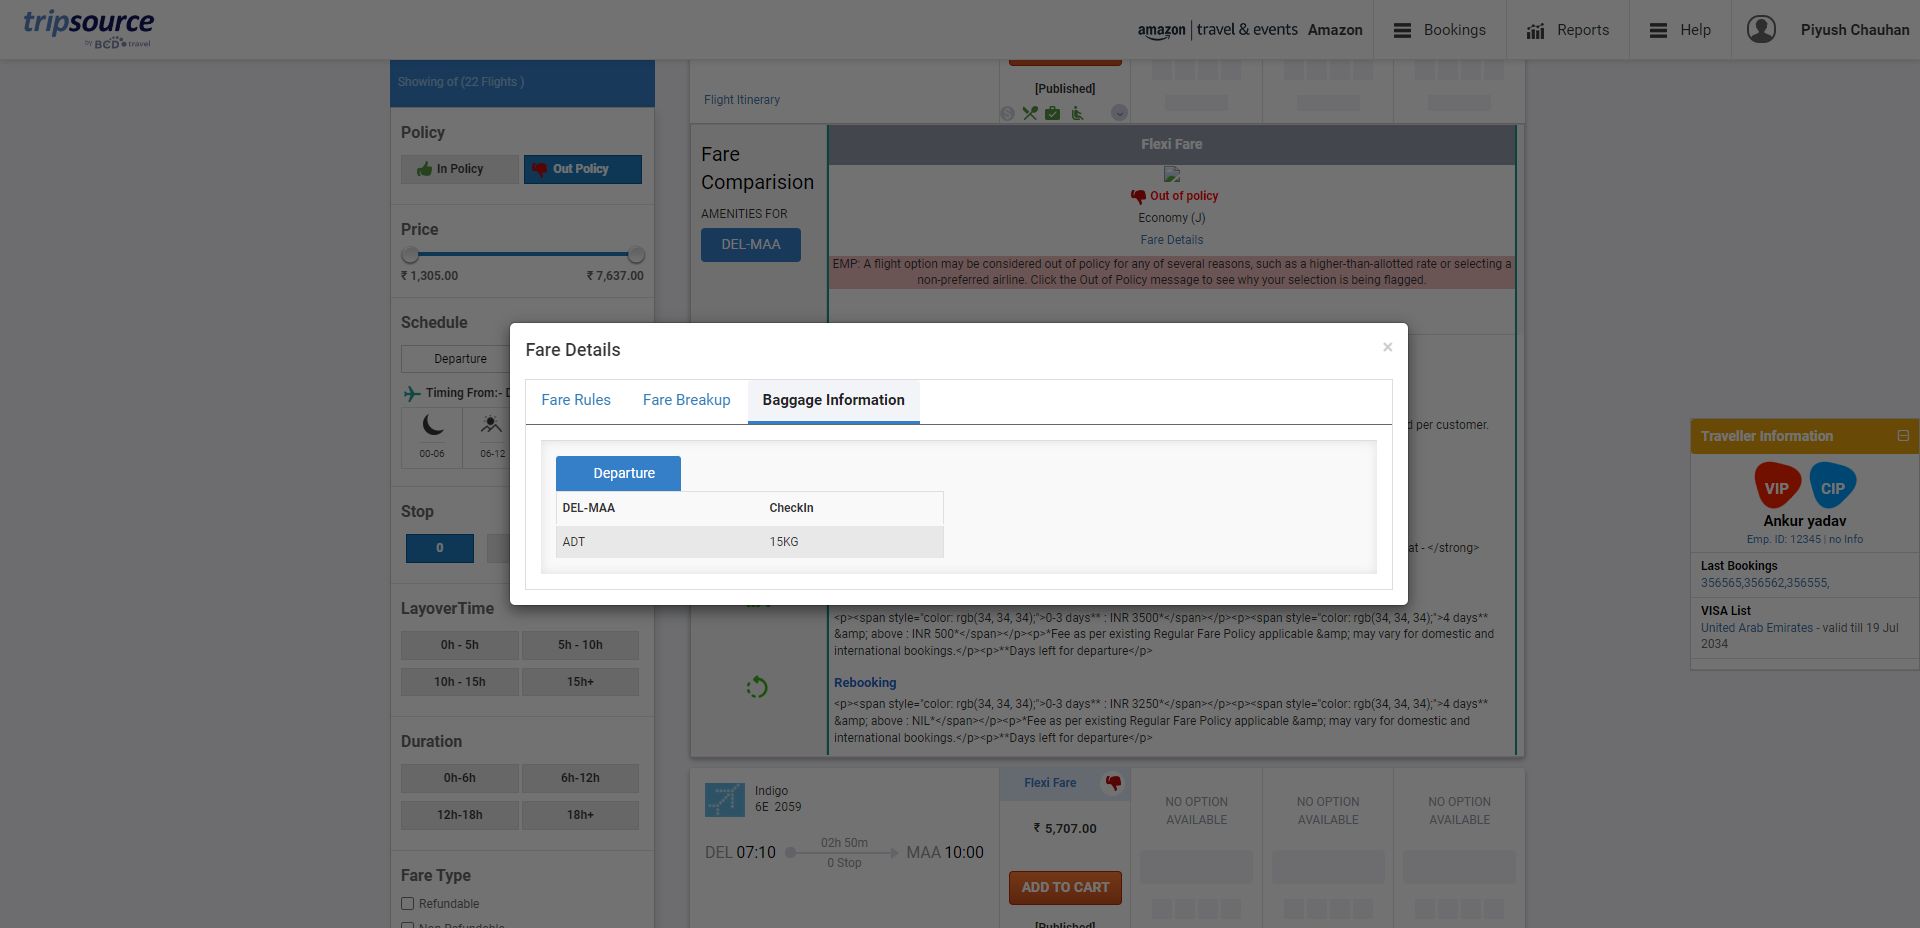 tripsource
by BCD travel
amazon | travel & events Amazon
Bookings
Reports
Help
Piyush Chauhan
Showing of (22 Flights )
Policy
In Policy
Out Policy
Price
₹ 1,305.00
₹ 7,637.00
Schedule
Departure
Timing From:-
00-06
06-12
Stop
0
LayoverTime
0h - 5h
5h - 10h
10h - 15h
15h+
Duration
0h-6h
6h-12h
12h-18h
18h+
Fare Type
Refundable
Non Refundable
Flight Itinerary
[Published]
Fare
Comparision
AMENITIES FOR
DEL-MAA
Flexi Fare
Out of policy
Economy (J)
Fare Details
EMP: A flight option may be considered out of policy for any of several reasons, such as a higher-than-allotted rate or selecting a
non-preferred airline. Click the Out of Policy message to see why your selection is being flagged.
Fare Details
×
Fare Rules
Fare Breakup
Baggage Information
Departure
DEL-MAA
CheckIn
ADT
15KG
d per customer.
at - </strong>
<p><span style="color: rgb(34, 34, 34);">0-3 days** : INR 3500*</span></p><p><span style="color: rgb(34, 34, 34);">4 days**
&amp; above : INR 500*</span></p><p>*Fee as per existing Regular Fare Policy applicable &amp; may vary for domestic and
international bookings.</p><p>**Days left for departure</p>
Rebooking
<p><span style="color: rgb(34, 34, 34);">0-3 days** : INR 3250*</span></p><p><span style="color: rgb(34, 34, 34);">4 days**
&amp; above : NIL*</span></p><p>*Fee as per existing Regular Fare Policy applicable &amp; may vary for domestic and
international bookings.</p><p>**Days left for departure</p>
Indigo
6E 2059
DEL 07:10
02h 50m
0 Stop
MAA 10:00
Flexi Fare
₹ 5,707.00
ADD TO CART
[Published]
NO OPTION
AVAILABLE
NO OPTION
AVAILABLE
NO OPTION
AVAILABLE
Traveller Information
VIP
CIP
Ankur yadav
Emp. ID: 12345 | no Info
Last Bookings
356565,356562,356555,
VISA List
United Arab Emirates - valid till 19 Jul
2034